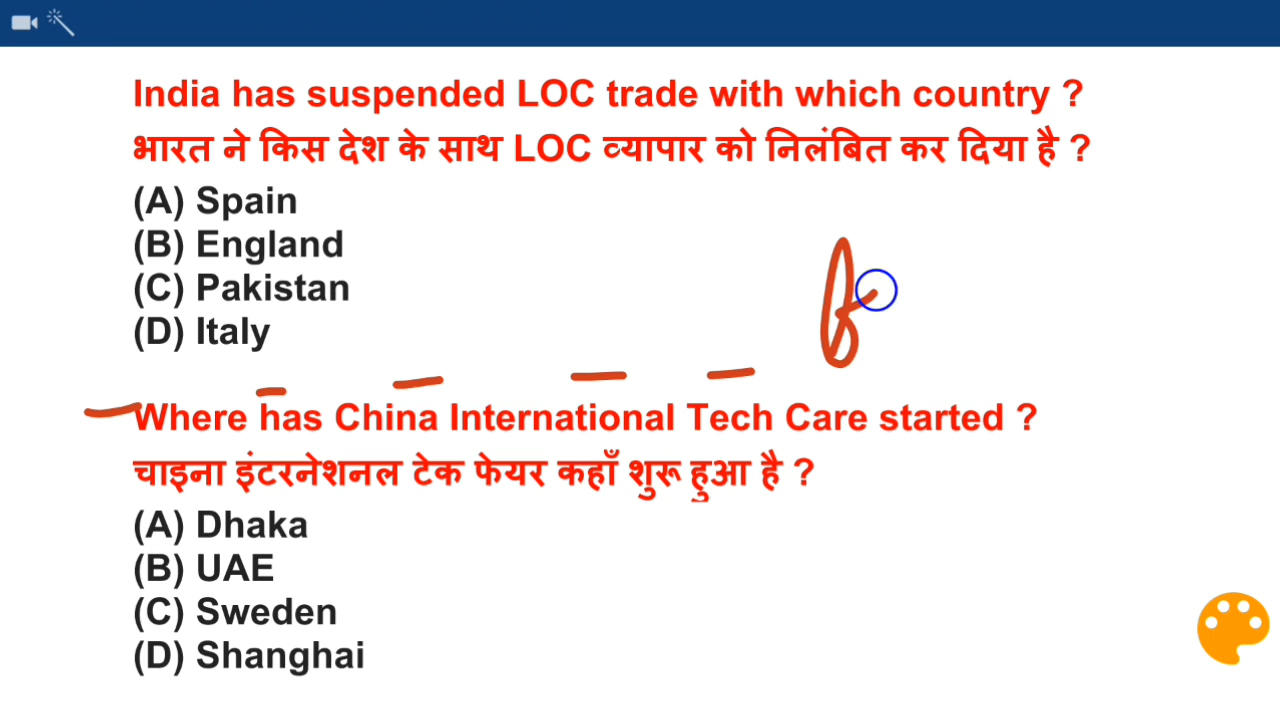 India has suspended LOC trade with which country ?
भारत ने किस देश के साथ LOC व्यापार को निलंबित कर दिया है ?
(A) Spain
(B) England
(C) Pakistan
(D) Italy
Where has China International Tech Care started ?
चाइना इंटरनेशनल टेक फेयर कहाँ शुरू हुआ है ?
(A) Dhaka
(B) UAE
(C) Sweden
(D) Shanghai